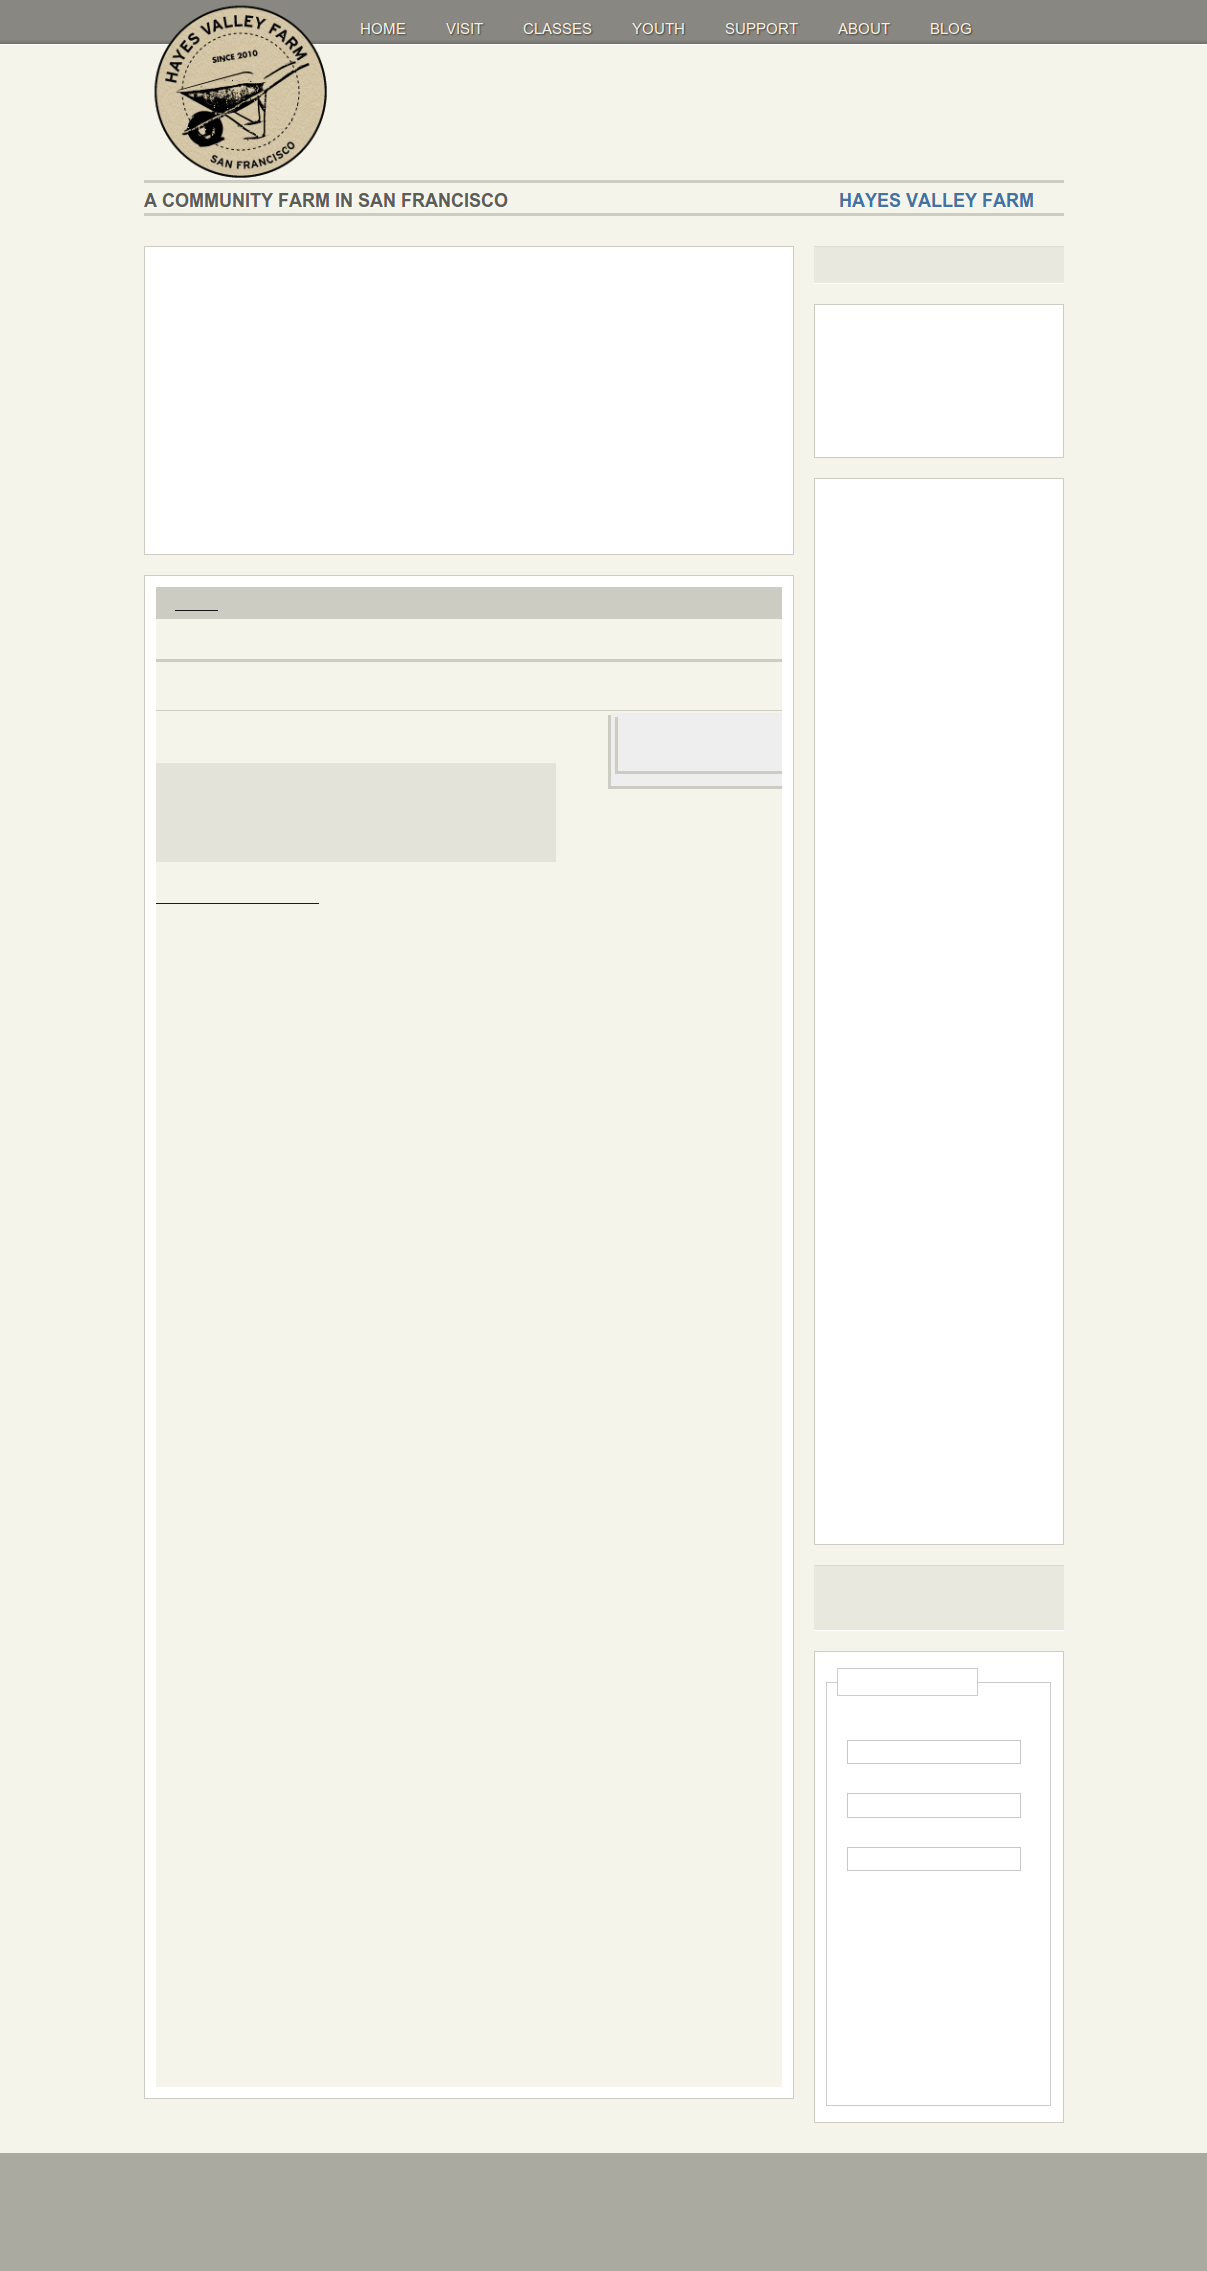 HOME VISIT CLASSES YOUTH SUPPORT ABOUT BLOG
HAYES VALLEY FARM
SINCE 2010
SAN FRANCISCO
A COMMUNITY FARM IN SAN FRANCISCO HAYES VALLEY FARM